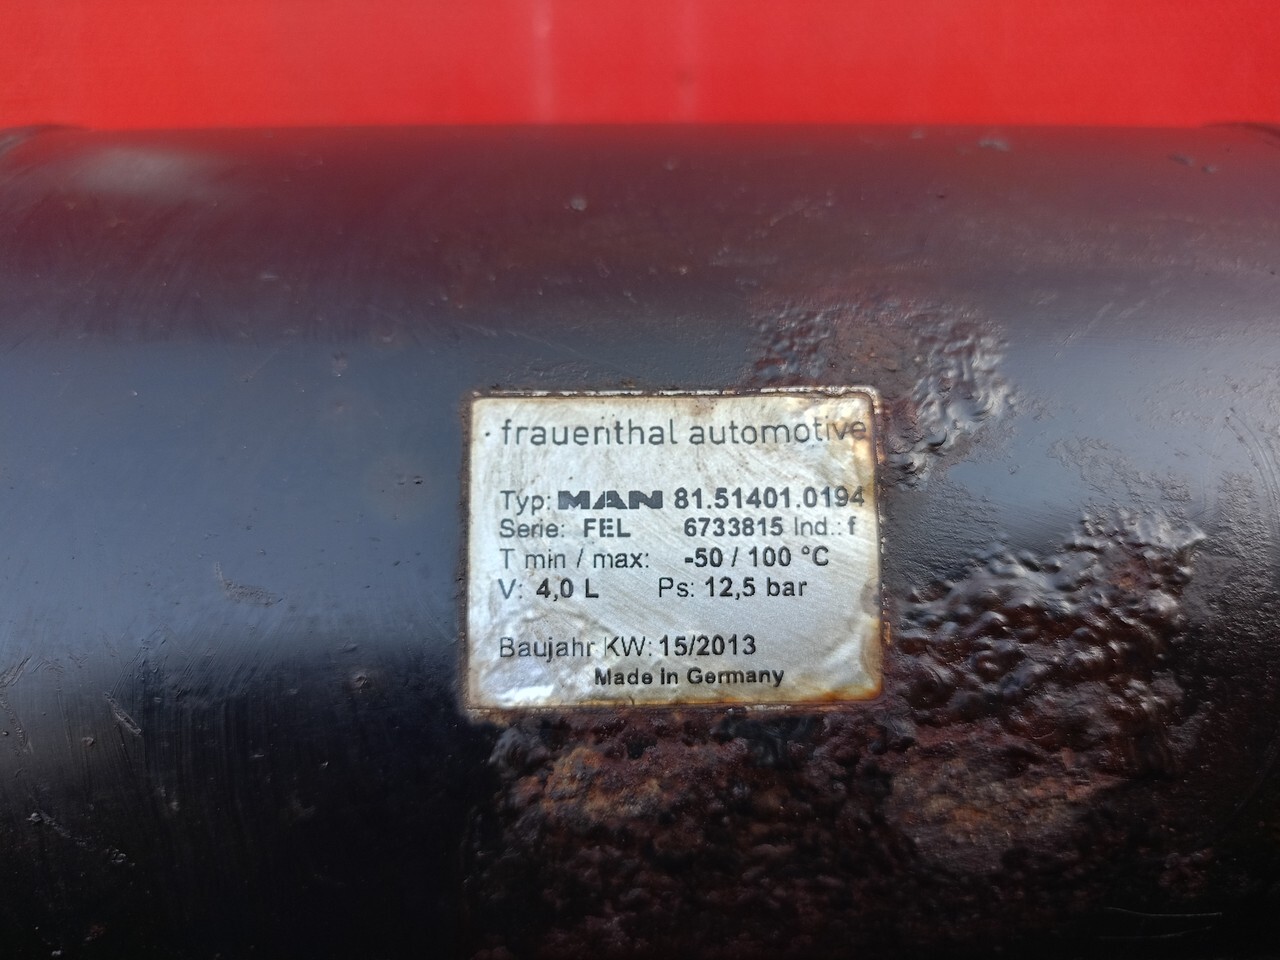 frauenthal automotive
Typ: MAN 81.51401.0194
Serie: FEL 6733815 Ind.: f
T min / max: -50 / 100 °C
V: 4,0 L Ps: 12,5 bar
Baujahr KW: 15/2013
Made in Germany